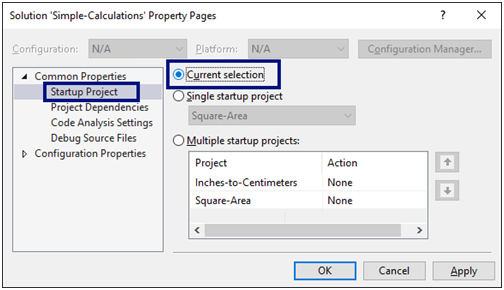 Solution 'Simple-Calculations' Property Pages
? ×
Configuration: N/A Platform: N/A Configuration Manager...
Common Properties
Startup Project
Project Dependencies
Code Analysis Settings
Debug Source Files
Configuration Properties
Current selection
Single startup project
Square-Area
Multiple startup projects:
Project Action
Inches-to-Centimeters None
Square-Area None
OK Cancel Apply